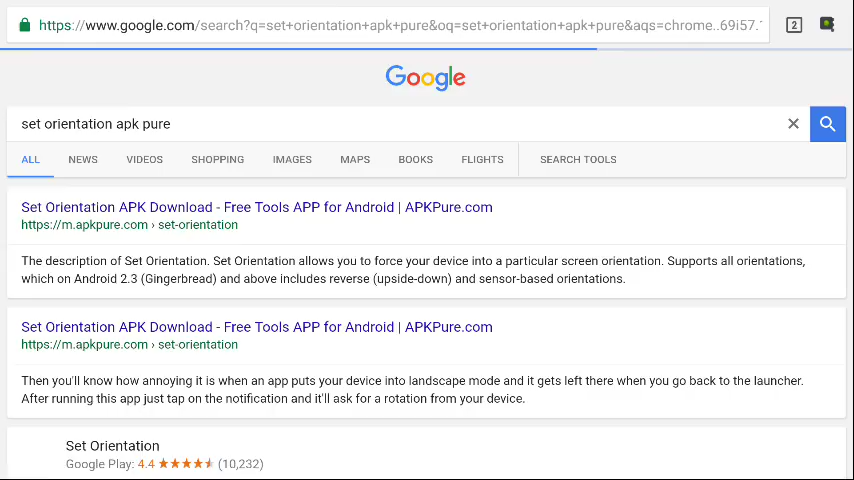 https://www.google.com/search?q=set+orientation+apk+pure&oq=set+orientation+apk+pure&aqs=chrome..69i57.
2
Google
set orientation apk pure
ALL NEWS VIDEOS SHOPPING IMAGES MAPS BOOKS FLIGHTS SEARCH TOOLS
Set Orientation APK Download - Free Tools APP for Android | APKPure.com
https://m.apkpure.com › set-orientation
The description of Set Orientation. Set Orientation allows you to force your device into a particular screen orientation. Supports all orientations,
which on Android 2.3 (Gingerbread) and above includes reverse (upside-down) and sensor-based orientations.
Set Orientation APK Download - Free Tools APP for Android | APKPure.com
https://m.apkpure.com › set-orientation
Then you'll know how annoying it is when an app puts your device into landscape mode and it gets left there when you go back to the launcher.
After running this app just tap on the notification and it'll ask for a rotation from your device.
Set Orientation
Google Play: 4.4 ★★★★★ (10,232)